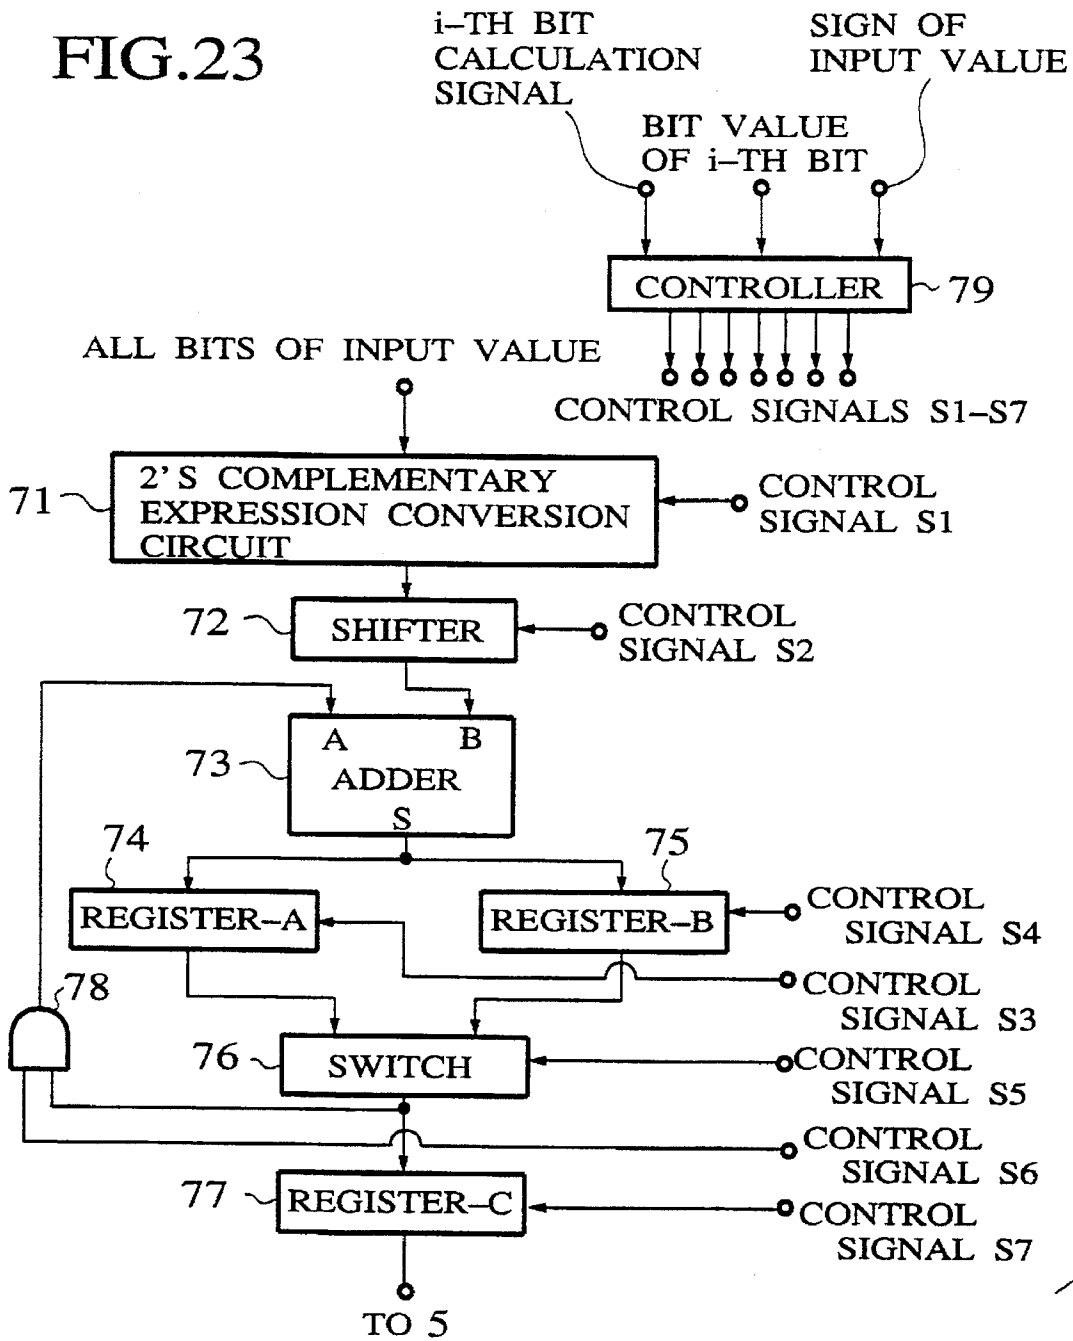 FIG.23
i-TH BIT
CALCULATION
SIGNAL
SIGN OF
INPUT VALUE
BIT VALUE
OF i-TH BIT
CONTROLLER
79
CONTROL SIGNALS S1-S7
ALL BITS OF INPUT VALUE
71
2'S COMPLEMENTARY
EXPRESSION CONVERSION
CIRCUIT
CONTROL
SIGNAL S1
72
SHIFTER
CONTROL
SIGNAL S2
A
B
73
ADDER
S
74
75
REGISTER-A
REGISTER-B
CONTROL
SIGNAL S4
78
CONTROL
SIGNAL S3
76
SWITCH
CONTROL
SIGNAL S5
CONTROL
SIGNAL S6
77
REGISTER-C
CONTROL
SIGNAL S7
TO 5